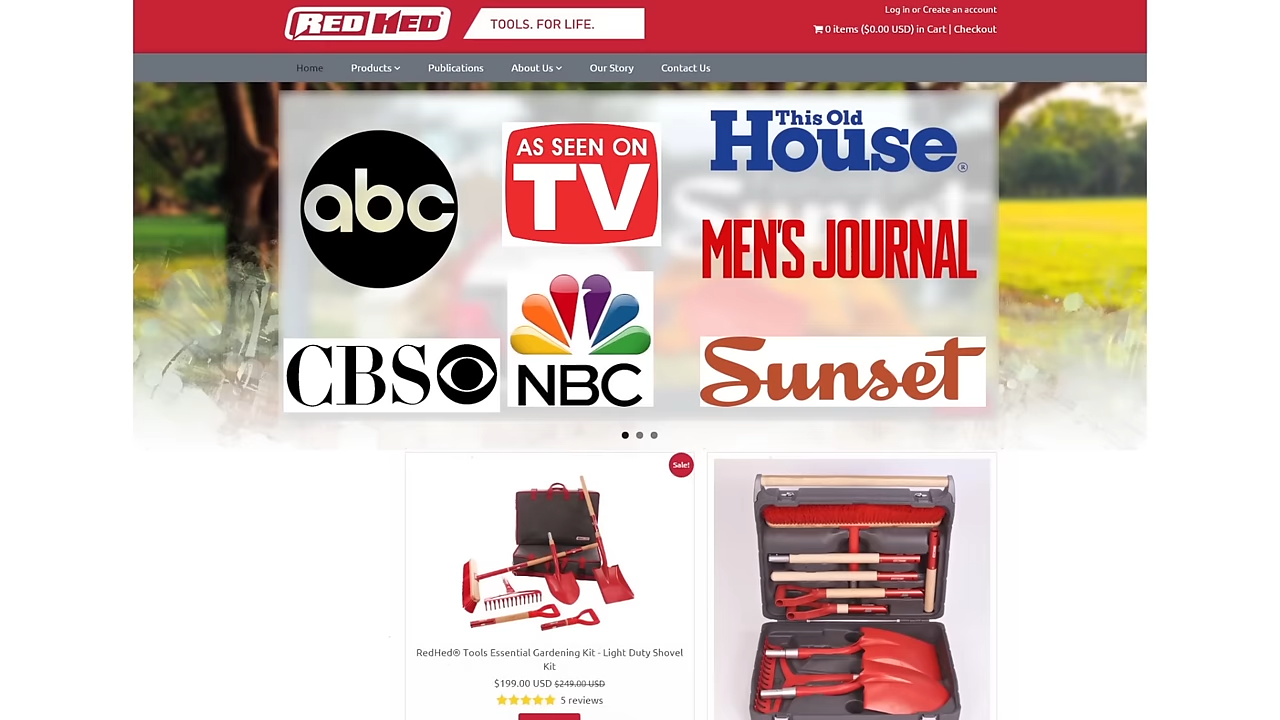 RED HED
TOOLS. FOR LIFE.
Log in or Create an account
0 items ($0.00 USD) in Cart | Checkout
Home
Products
Publications
About Us
Our Story
Contact Us
abc
AS SEEN ON
TV
This Old
House®
MEN'S JOURNAL
CBS
NBC
Sunset
Sale!
RedHed® Tools Essential Gardening Kit - Light Duty Shovel
Kit
$199.00 USD $249.00 USD
5 reviews